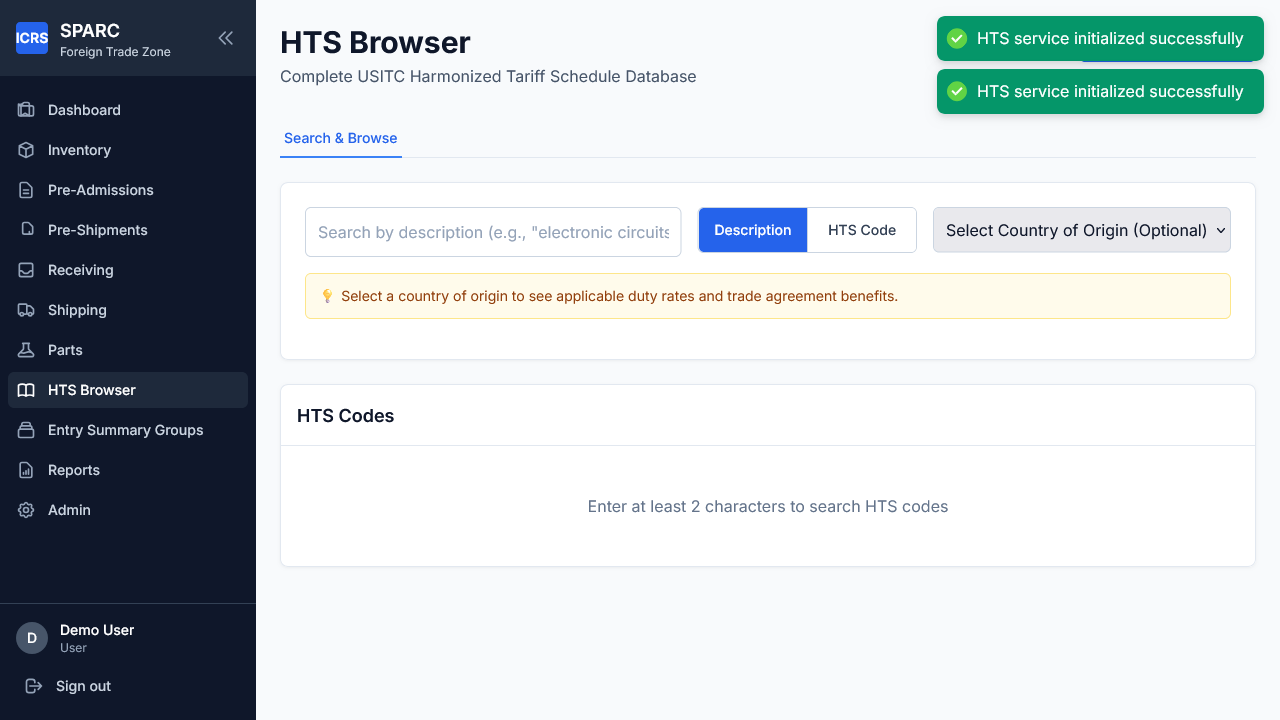 ICRS
SPARC
Foreign Trade Zone
Dashboard
Inventory
Pre-Admissions
Pre-Shipments
Receiving
Shipping
Parts
HTS Browser
Entry Summary Groups
Reports
Admin
D
Demo User
User
Sign out
HTS Browser
Complete USITC Harmonized Tariff Schedule Database
HTS service initialized successfully
HTS service initialized successfully
Search & Browse
Search by description (e.g., "electronic circuits
Description
HTS Code
Select Country of Origin (Optional)
Select a country of origin to see applicable duty rates and trade agreement benefits.
HTS Codes
Enter at least 2 characters to search HTS codes